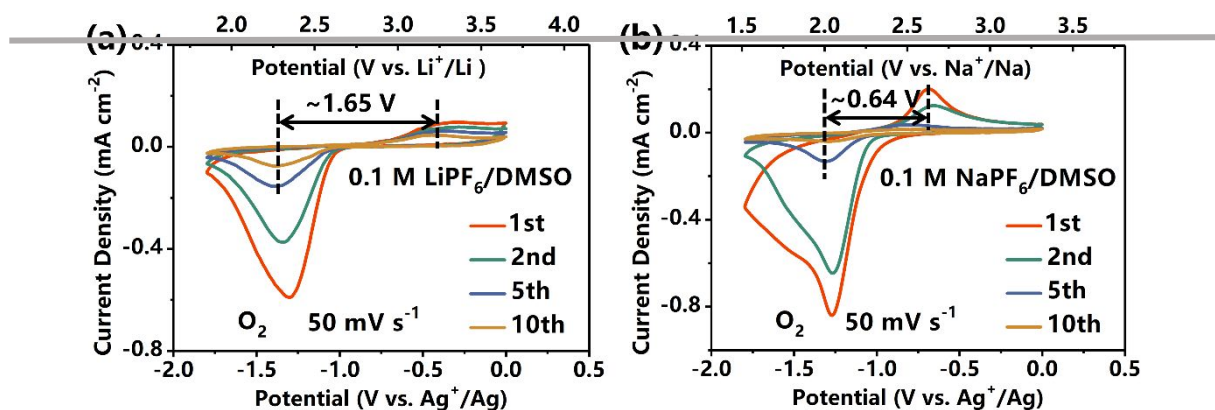 2.0 2.5 3.0 3.5 4.0
(a)
0.4
Potential (V vs. Li⁺/Li )
~1.65 V
0.0
0.1 M LiPF₆/DMSO
-0.4
1st
2nd
5th
10th
O₂ 50 mV s⁻¹
-0.8
Current Density (mA cm⁻²)
-2.0 -1.5 -1.0 -0.5 0.0 0.5
Potential (V vs. Ag⁺/Ag)
1.5 2.0 2.5 3.0 3.5
(b)
0.4
Potential (V vs. Na⁺/Na)
~0.64 V
0.0
0.1 M NaPF₆/DMSO
-0.4
1st
2nd
5th
10th
-0.8
O₂ 50 mV s⁻¹
Current Density (mA cm⁻²)
-2.0 -1.5 -1.0 -0.5 0.0 0.5
Potential (V vs. Ag⁺/Ag)